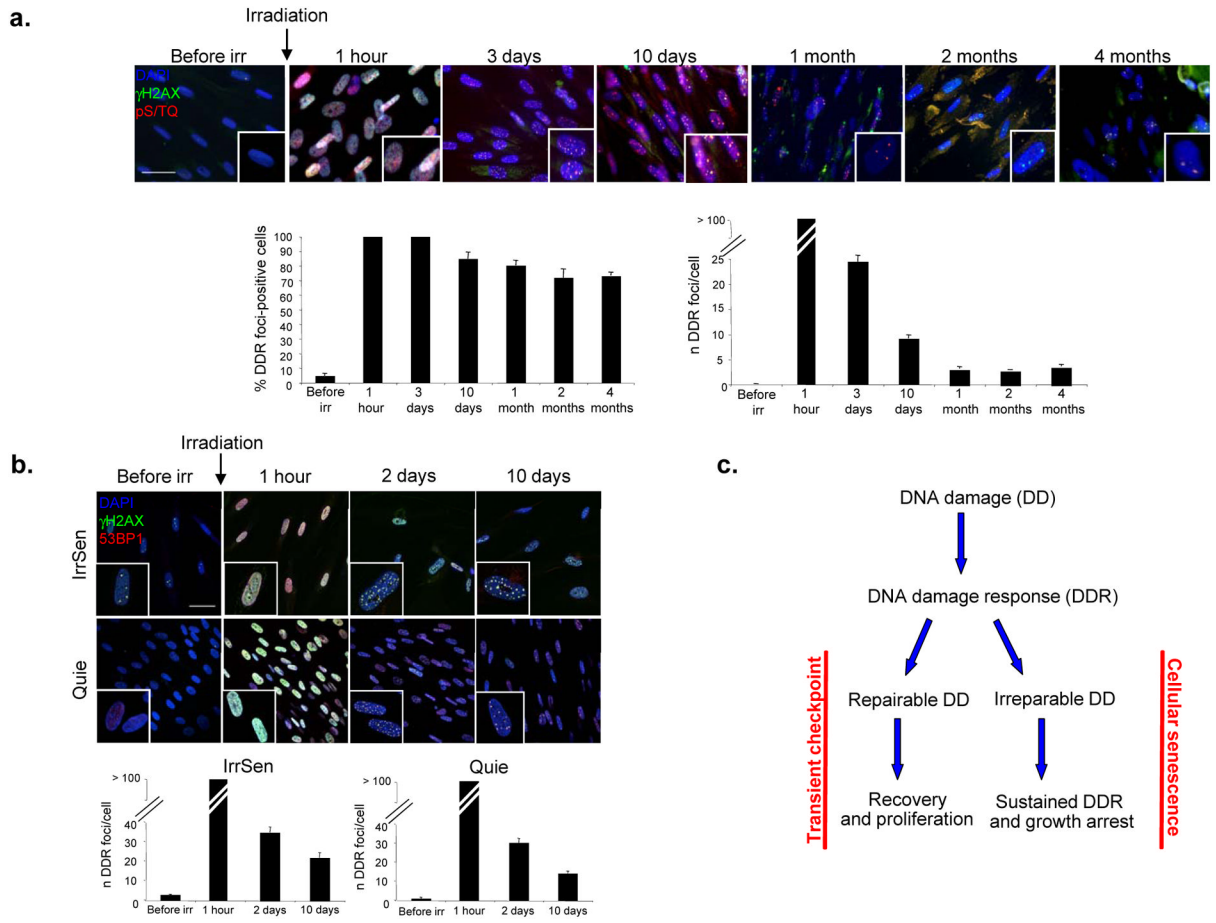 a.
Irradiation
Before irr
1 hour
3 days
10 days
1 month
2 months
4 months
DAPI
γH2AX
pS/TQ
% DDR foci-positive cells
100
90
80
70
60
50
40
30
20
10
0
Before irr
1 hour
3 days
10 days
1 month
2 months
4 months
n DDR foci/cell
> 100
25
20
15
10
5
0
Before irr
1 hour
3 days
10 days
1 month
2 months
4 months
b.
Irradiation
Before irr
1 hour
2 days
10 days
DAPI
γH2AX
53BP1
IrrSen
Quie
IrrSen
n DDR foci/cell
> 100
40
30
20
10
0
Before irr
1 hour
2 days
10 days
Quie
n DDR foci/cell
> 100
40
30
20
10
0
Before irr
1 hour
2 days
10 days
c.
DNA damage (DD)
DNA damage response (DDR)
Transient checkpoint
Repairable DD
Irreparable DD
Cellular senescence
Recovery
and proliferation
Sustained DDR
and growth arrest